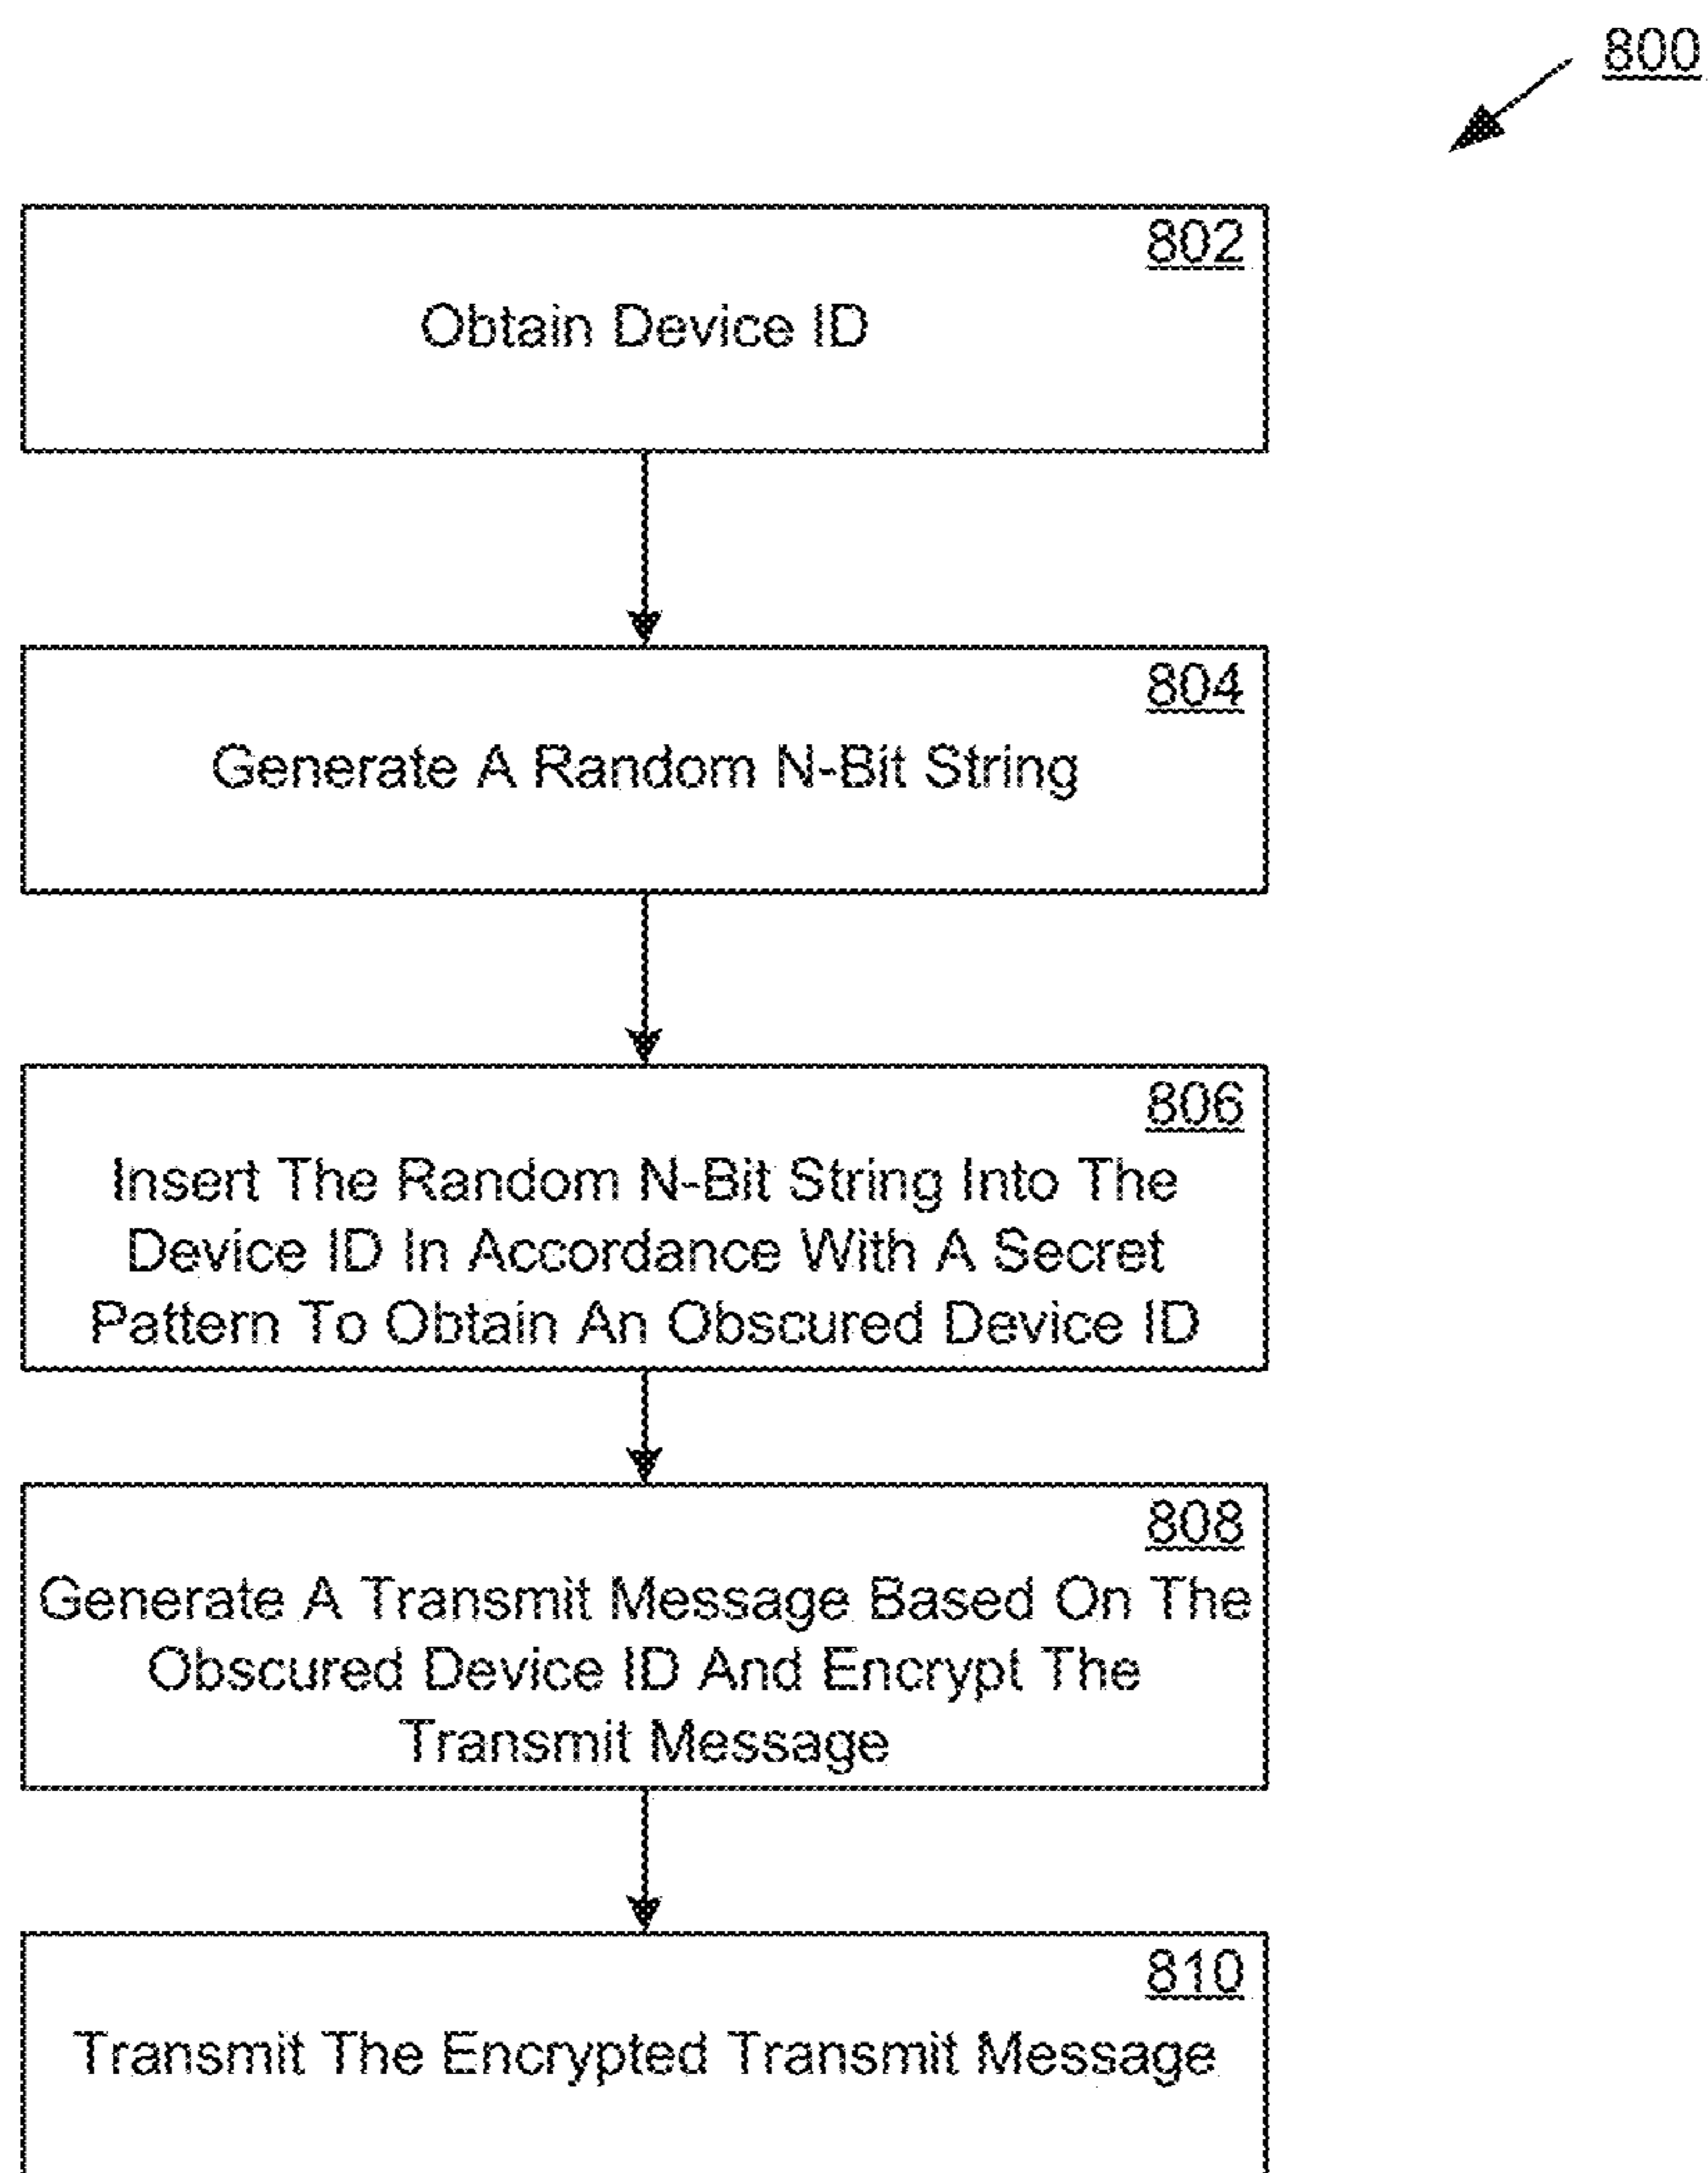 800
802
Obtain Device ID
804
Generate A Random N-Bit String
806
Insert The Random N-Bit String Into The
Device ID In Accordance With A Secret
Pattern To Obtain An Obscured Device ID
808
Generate A Transmit Message Based On The
Obscured Device ID And Encrypt The
Transmit Message
810
Transmit The Encrypted Transmit Message